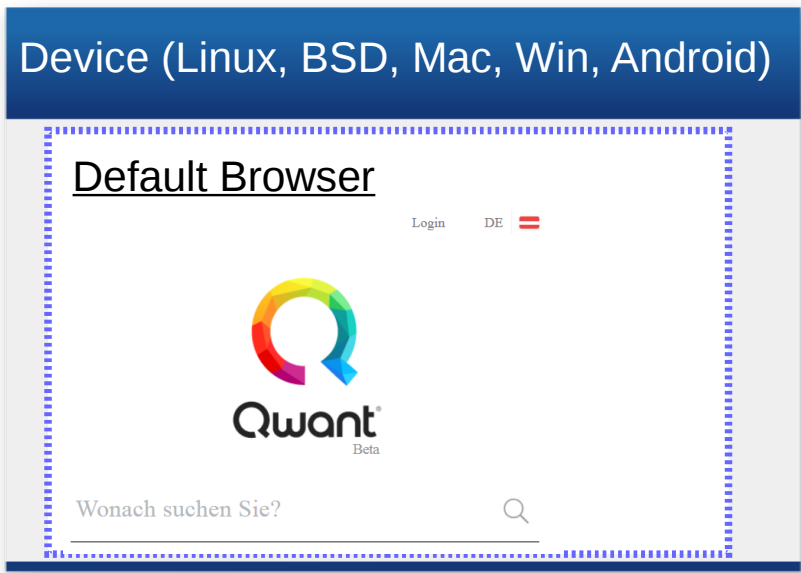 Device (Linux, BSD, Mac, Win, Android)
Default Browser
Login DE
Qwant®
Beta
Wonach suchen Sie?